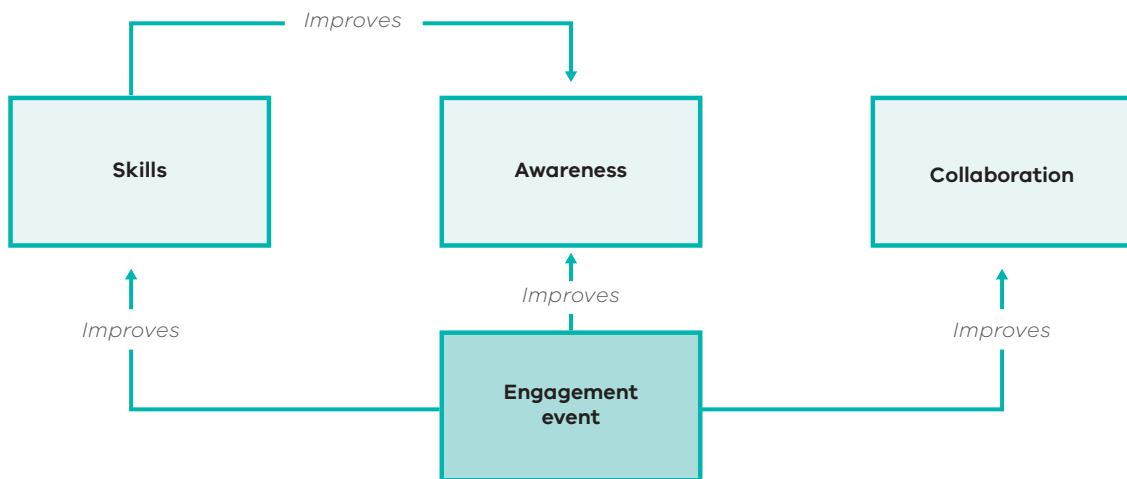 Improves
Skills
Awareness
Collaboration
Improves
Improves
Improves
Engagement
event